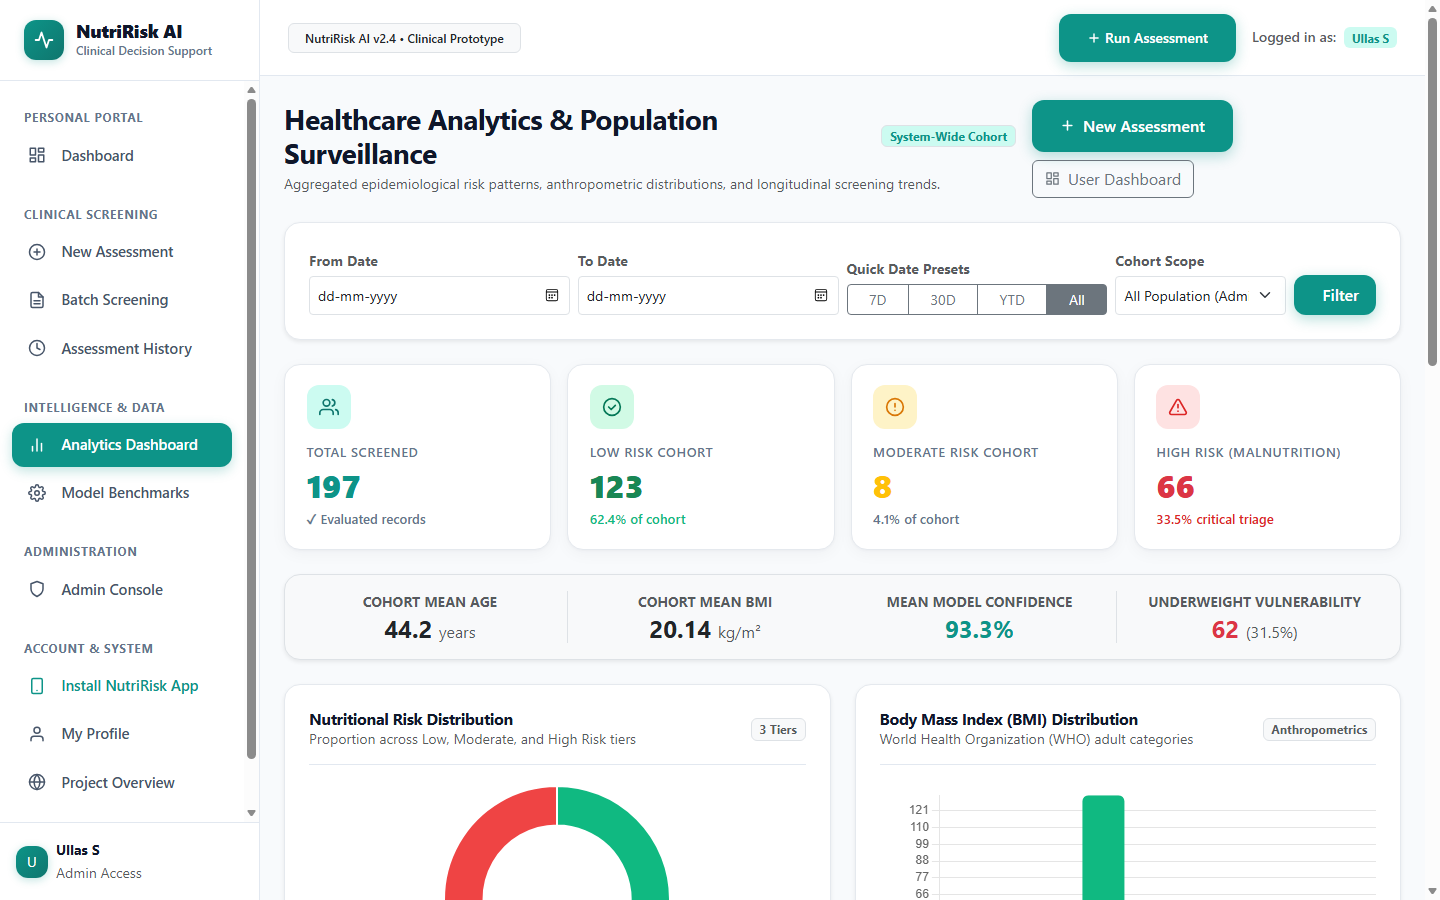 NutriRisk AI
Clinical Decision Support
PERSONAL PORTAL
Dashboard
CLINICAL SCREENING
New Assessment
Batch Screening
Assessment History
INTELLIGENCE & DATA
Analytics Dashboard
Model Benchmarks
ADMINISTRATION
Admin Console
ACCOUNT & SYSTEM
Install NutriRisk App
My Profile
Project Overview
U
Ullas S
Admin Access
NutriRisk AI v2.4 • Clinical Prototype
+ Run Assessment
Logged in as: Ullas S
Healthcare Analytics & Population
Surveillance
Aggregated epidemiological risk patterns, anthropometric distributions, and longitudinal screening trends.
System-Wide Cohort
+ New Assessment
User Dashboard
From Date
dd-mm-yyyy
To Date
dd-mm-yyyy
Quick Date Presets
7D 30D YTD All
Cohort Scope
All Population (Adm
Filter
TOTAL SCREENED
197
✓ Evaluated records
LOW RISK COHORT
123
62.4% of cohort
MODERATE RISK COHORT
8
4.1% of cohort
HIGH RISK (MALNUTRITION)
66
33.5% critical triage
COHORT MEAN AGE
44.2 years
COHORT MEAN BMI
20.14 kg/m²
MEAN MODEL CONFIDENCE
93.3%
UNDERWEIGHT VULNERABILITY
62 (31.5%)
Nutritional Risk Distribution
Proportion across Low, Moderate, and High Risk tiers
3 Tiers
Body Mass Index (BMI) Distribution
World Health Organization (WHO) adult categories
Anthropometrics
121
110
99
88
77
66